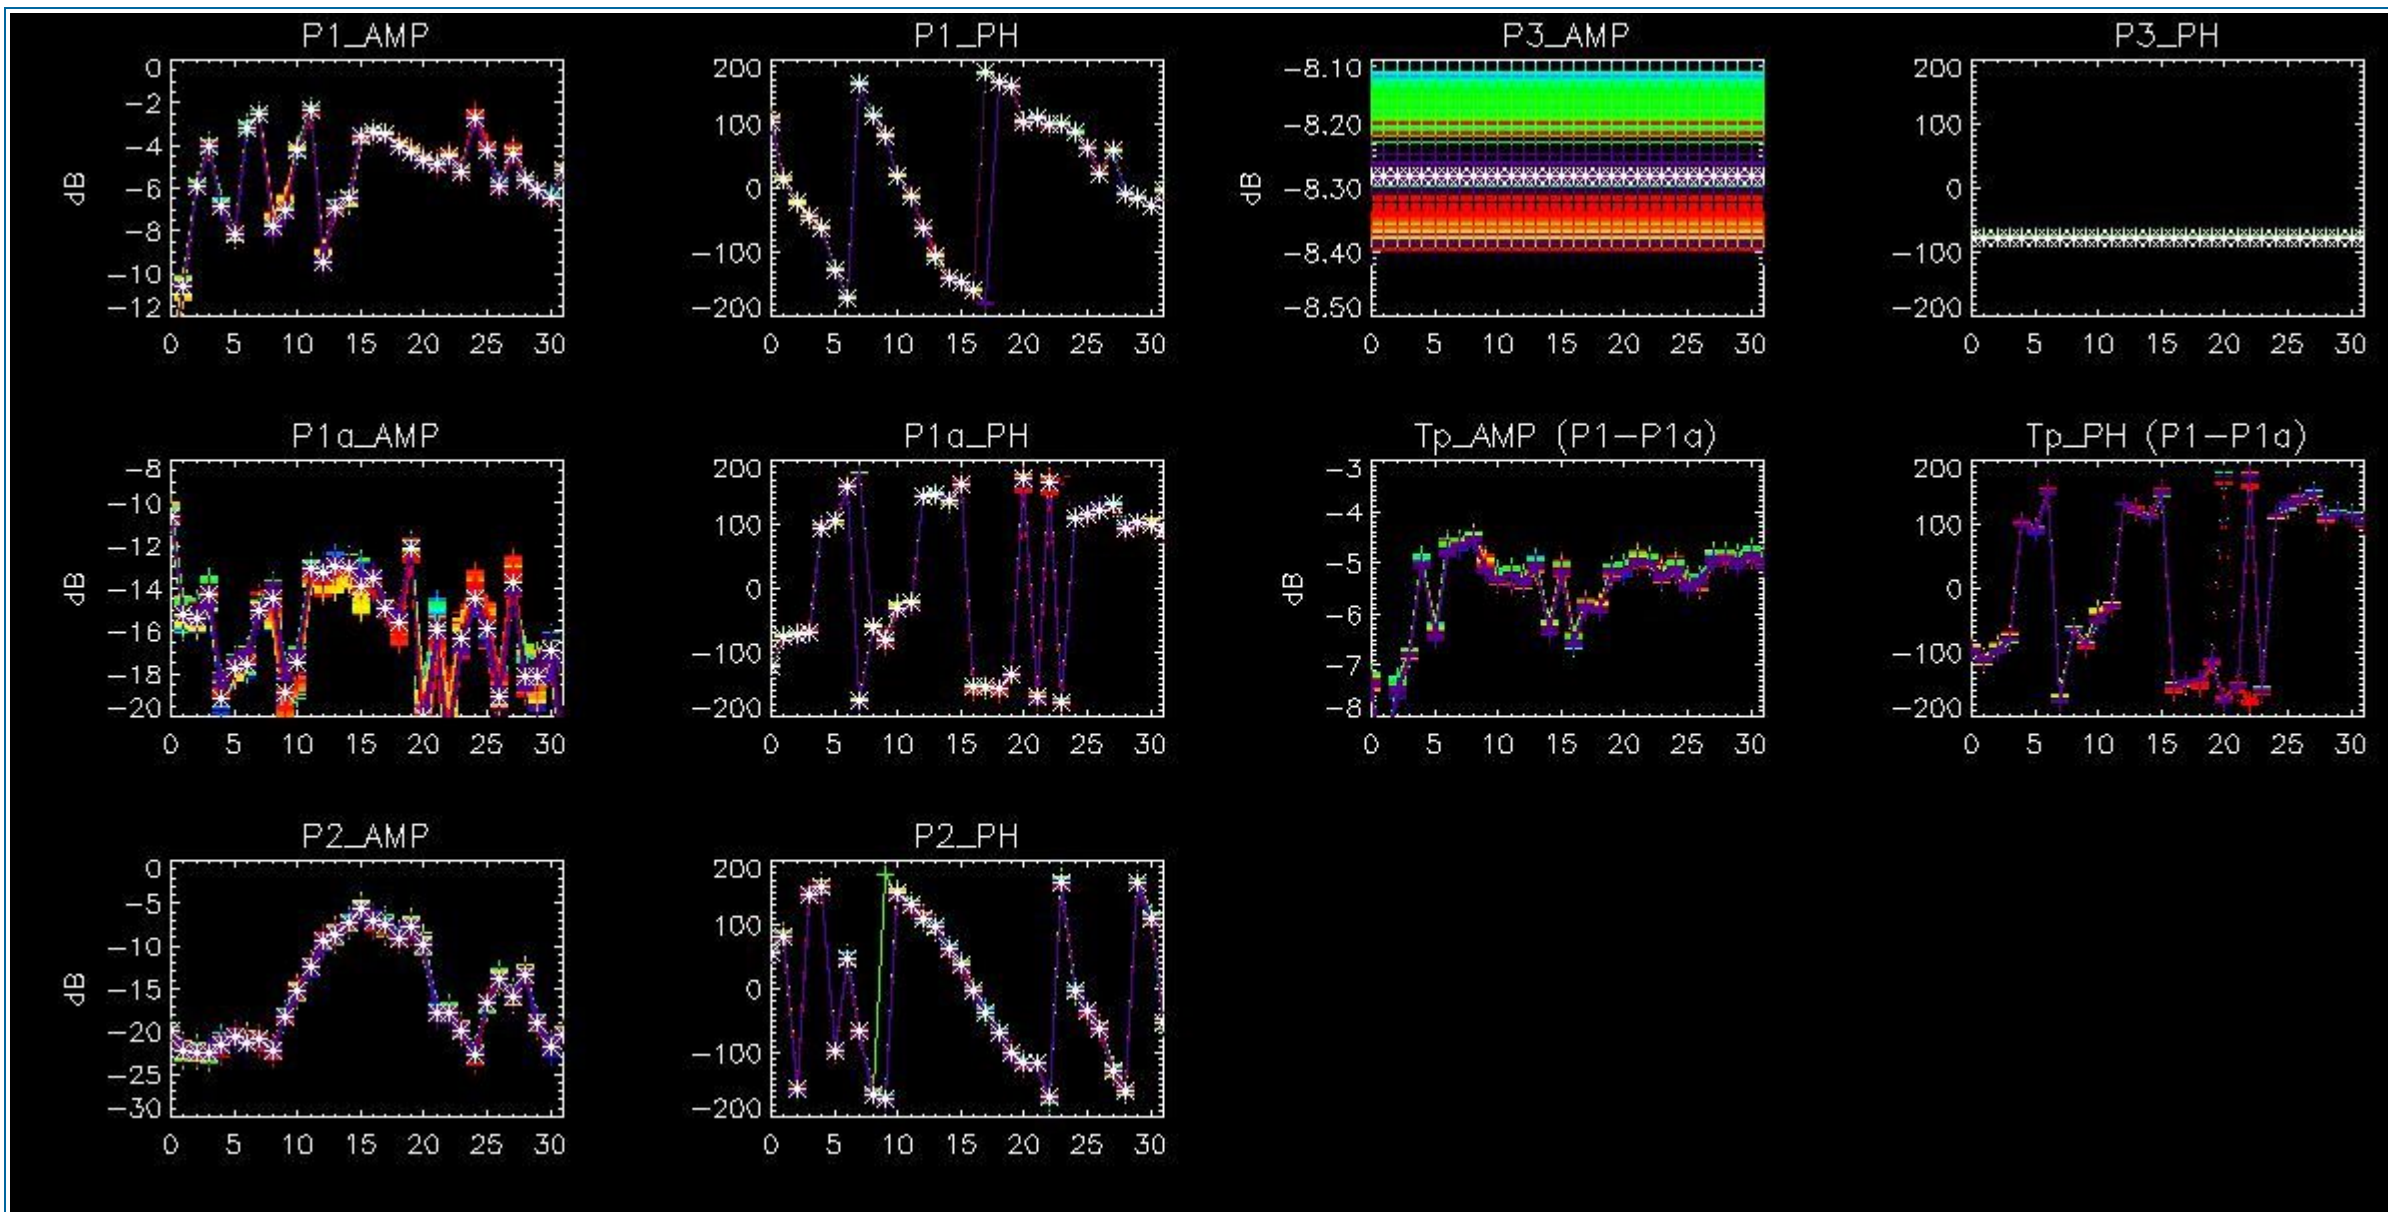 P1_AMP P1_PH P3_AMP P3_PH
0 200 -8.10 200
-2
-4 100 -8.20 100
dB -6 0 dB -8.30 0
-8
-10 -100 -8.40 -100
-12 -200 -8.50 -200
0 5 10 15 20 25 30 0 5 10 15 20 25 30 0 5 10 15 20 25 30 0 5 10 15 20 25 30
P1a_AMP P1a_PH Tp_AMP (P1-P1a) Tp_PH (P1-P1a)
-8 200 -3 200
-10 100 -4 100
-12
dB -14 0 dB -5 0
-16 -6
-18 -100 -7 -100
-20 -200 -8 -200
0 5 10 15 20 25 30 0 5 10 15 20 25 30 0 5 10 15 20 25 30 0 5 10 15 20 25 30
P2_AMP P2_PH
0 200
-5
-10 100
dB -15 0
-20 -100
-25
-30 -200
0 5 10 15 20 25 30 0 5 10 15 20 25 30